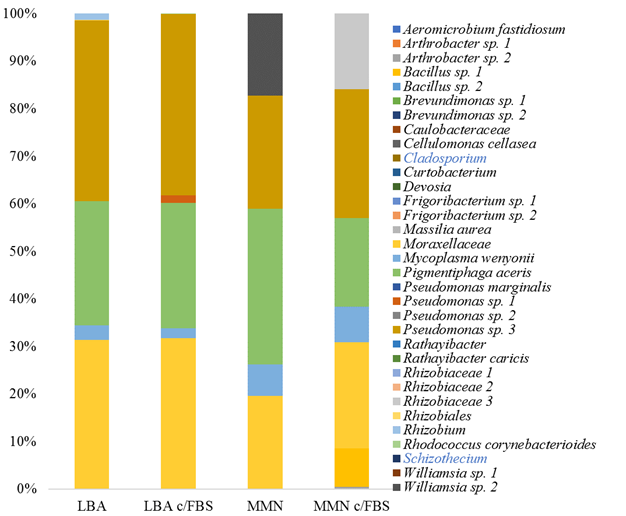 100%
90%
80%
70%
60%
50%
40%
30%
20%
10%
0%
LBA
LBA c/FBS
MMN
MMN c/FBS
Aeromicrobium fastidiosum
Arthrobacter sp. 1
Arthrobacter sp. 2
Bacillus sp. 1
Bacillus sp. 2
Brevundimonas sp. 1
Brevundimonas sp. 2
Caulobacteraceae
Cellulomonas cellasea
Cladosporium
Curtobacterium
Devosia
Frigoribacterium sp. 1
Frigoribacterium sp. 2
Massilia aurea
Moraxellaceae
Mycoplasma wenyonii
Pigmentiphaga aceris
Pseudomonas marginalis
Pseudomonas sp. 1
Pseudomonas sp. 2
Pseudomonas sp. 3
Rathayibacter
Rathayibacter caricis
Rhizobiaceae 1
Rhizobiaceae 2
Rhizobiaceae 3
Rhizobiales
Rhizobium
Rhodococcus corynebacterioides
Schizothecium
Williamsia sp. 1
Williamsia sp. 2